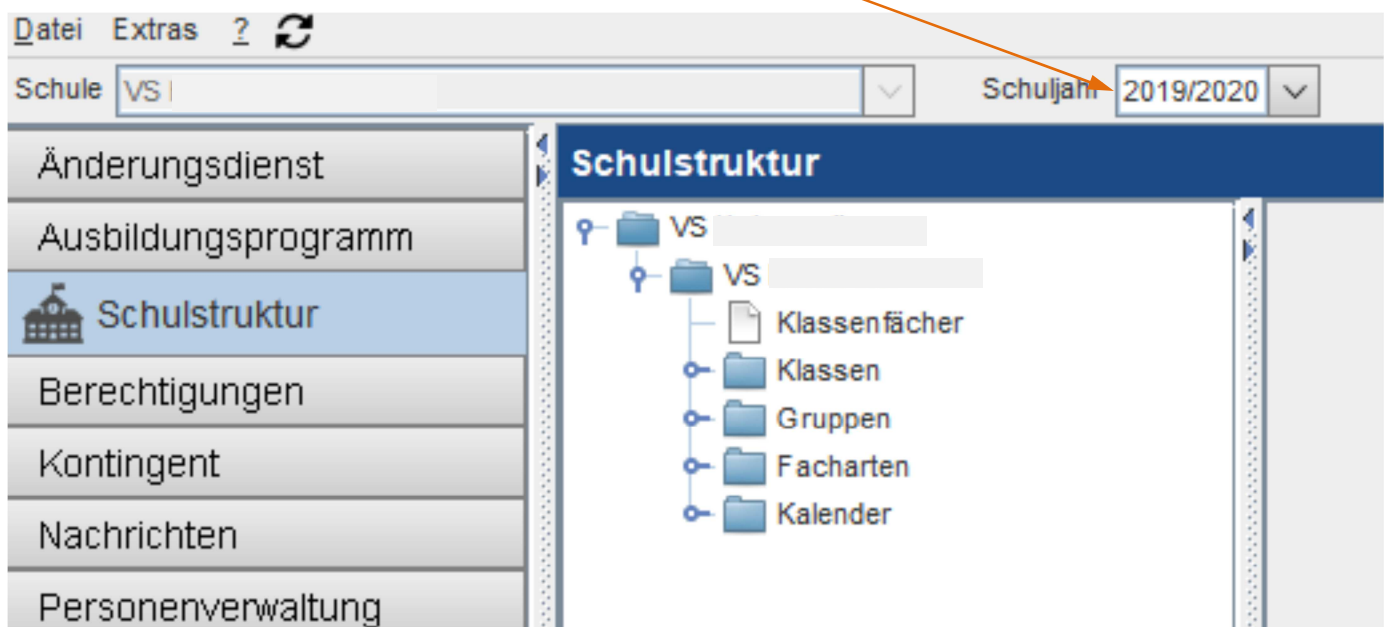 Datei Extras ?
Schule VS Schuljahr 2019/2020
Änderungsdienst
Ausbildungsprogramm
Schulstruktur
Berechtigungen
Kontingent
Nachrichten
Personenverwaltung
Schulstruktur
VS
VS
Klassenfächer
Klassen
Gruppen
Facharten
Kalender